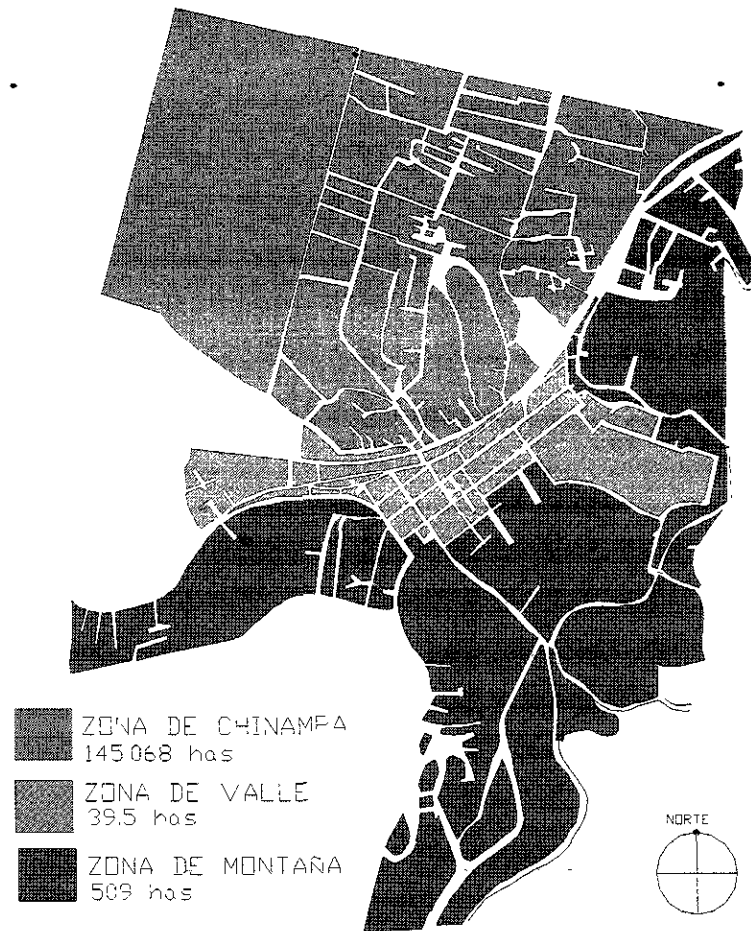 ZONA DE CHINAMPA
145 068 has
ZONA DE VALLE
39.5 has
ZONA DE MONTAÑA
509 has
NORTE